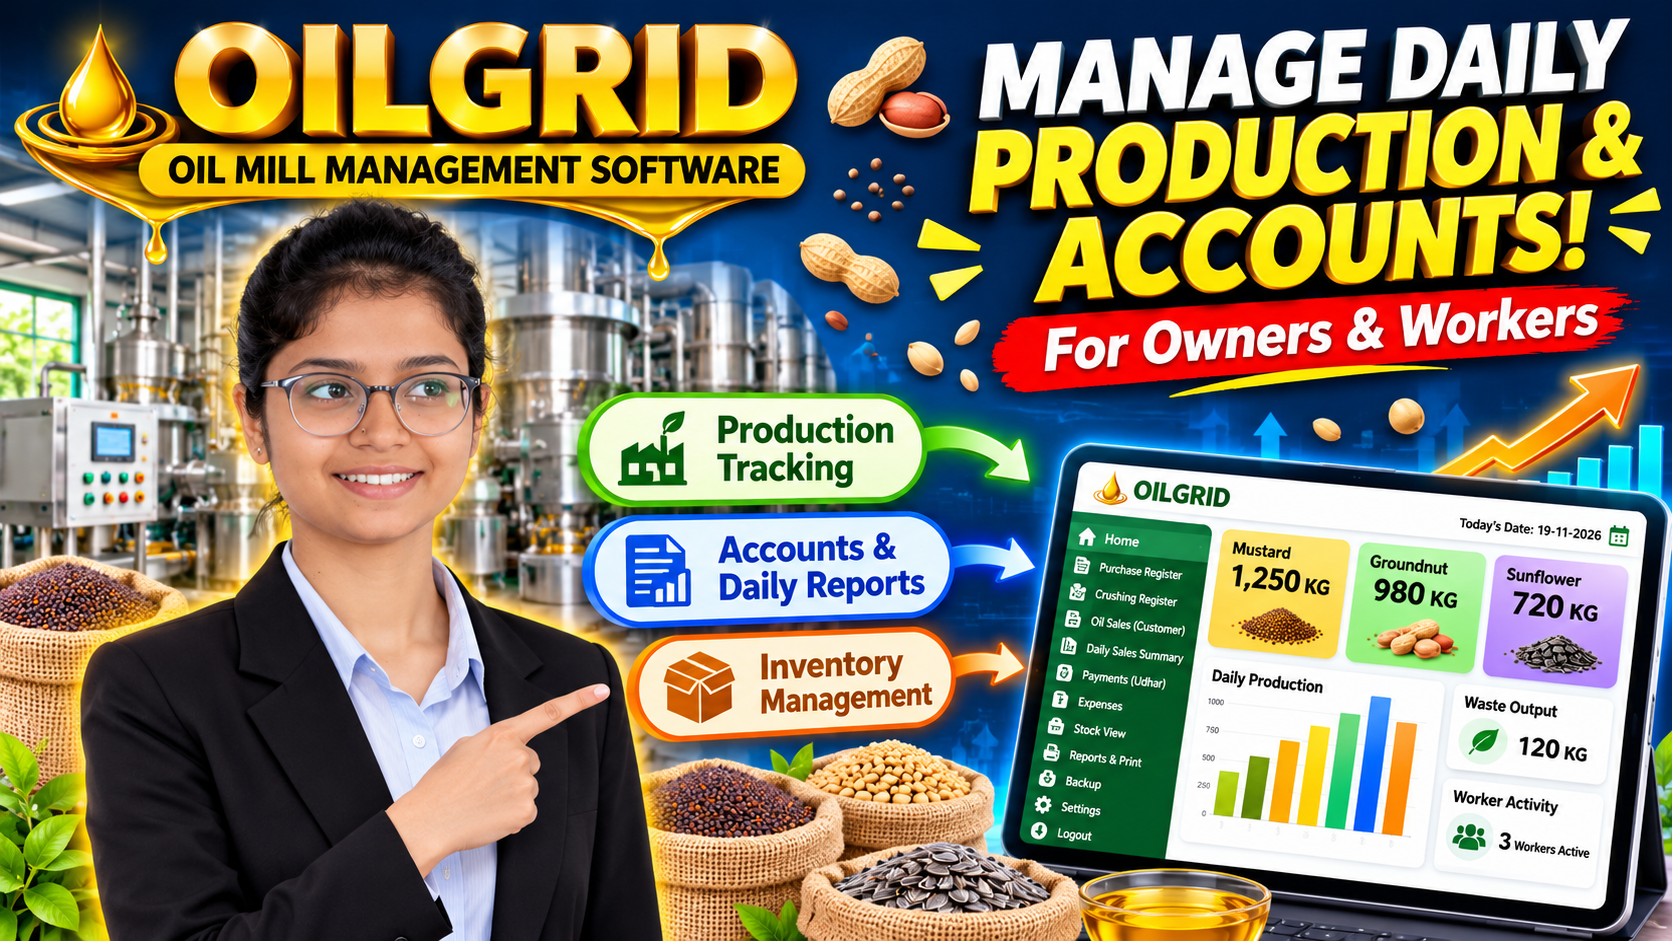 OILGRID
OIL MILL MANAGEMENT SOFTWARE
MANAGE DAILY
PRODUCTION &
ACCOUNTS!
For Owners & Workers
Production
Tracking
Accounts &
Daily Reports
Inventory
Management
OILGRID
Today's Date: 19-11-2026
Home
Purchase Register
Crushing Register
Oil Sales (Customer)
Daily Sales Summary
Payments (Udhar)
Expenses
Stock View
Reports & Print
Backup
Settings
Logout
Mustard
1,250 KG
Groundnut
980 KG
Sunflower
720 KG
Daily Production
1000
750
500
250
0
Waste Output
120 KG
Worker Activity
3 Workers Active